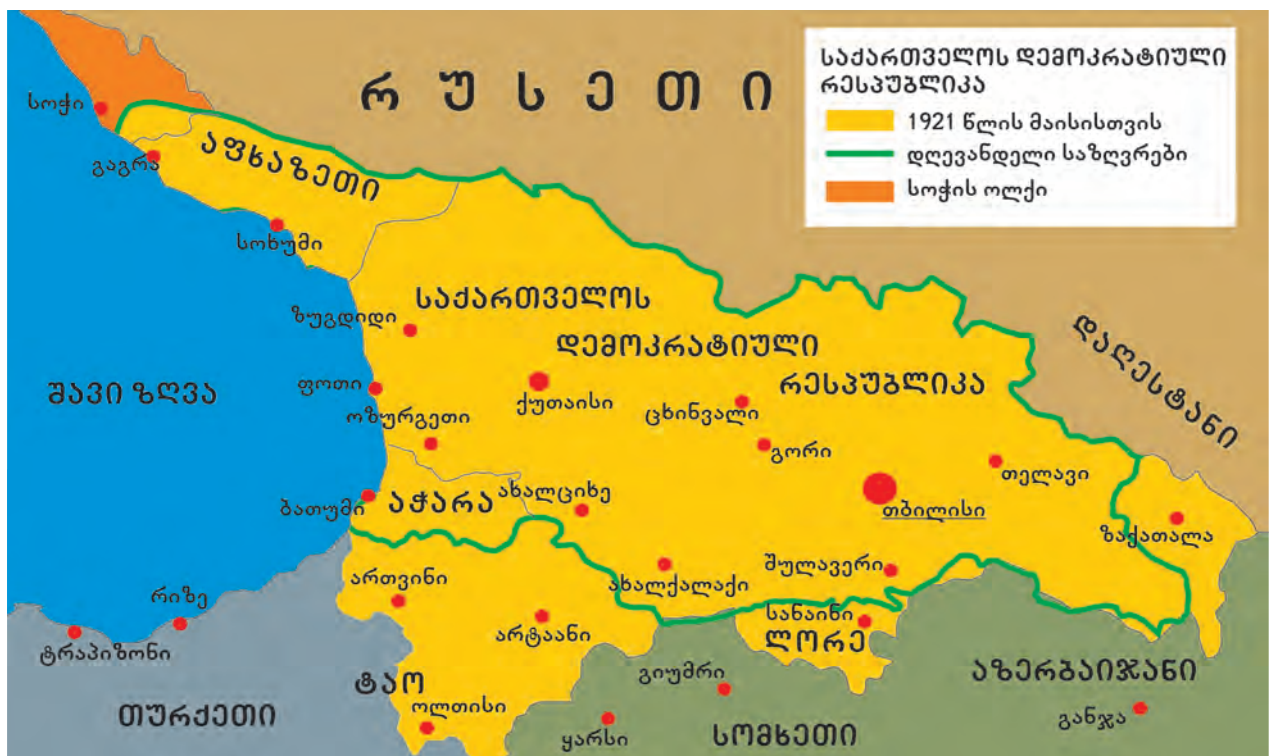 რუსეთი
საქართველოს დემოკრატიული
რესპუბლიკა
1921 წლის მაისისთვის
დღევანდელი საზღვრები
სოჭის ოლქი
სოჭი
გაგრა
აფხაზეთი
სოხუმი
საქართველოს
დემოკრატიული
რესპუბლიკა
ზუგდიდი
დაღესტანი
შავი ზღვა
ფოთი
ქუთაისი
ცხინვალი
ოზურგეთი
გორი
თელავი
ბათუმი
აჭარა
ახალციხე
თბილისი
ზაქათალა
ართვინი
ახალქალაქი
შულავერი
რიზე
არტაანი
სანაინი
ლორე
ტრაპიზონი
ტაო
გიუმრი
აზერბაიჯანი
თურქეთი
ოლთისი
ყარსი
სომხეთი
განჯა